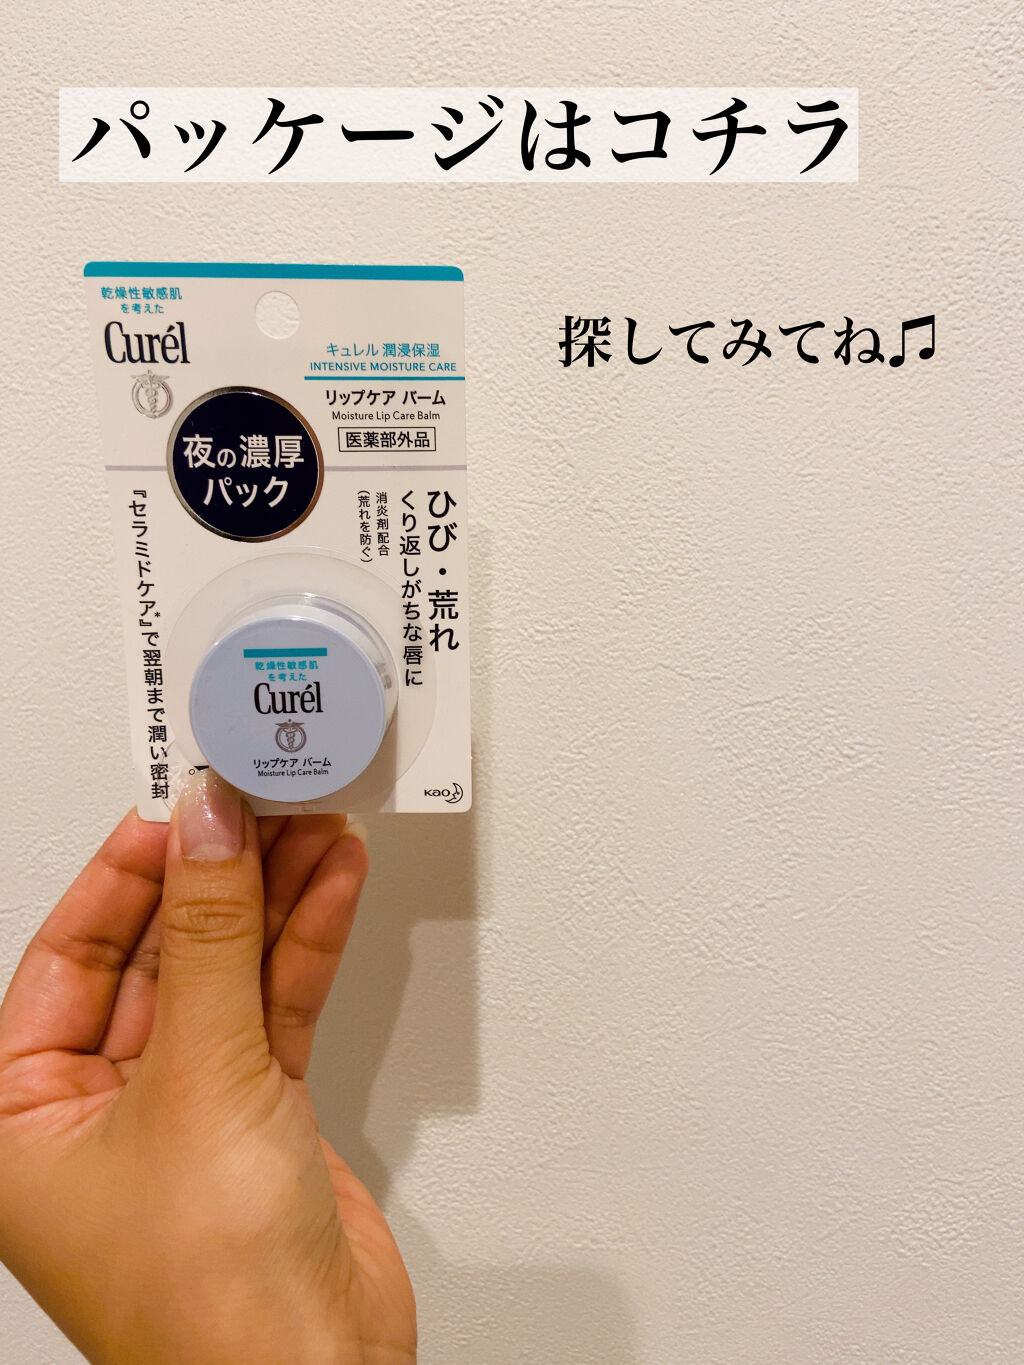 パッケージはコチラ
探してみてね♫
乾燥性敏感肌
を考えた
Curél
キュレル 潤浸保湿
INTENSIVE MOISTURE CARE
リップケア バーム
Moisture Lip Care Balm
医薬部外品
夜の濃厚
パック
ひび・荒れ
くり返しがちな唇に
消炎剤配合
(荒れを防ぐ)
『セラミドケア』*で翌朝まで潤い密封
乾燥性敏感肌
を考えた
Curél
リップケア バーム
Moisture Lip Care Balm
Kao